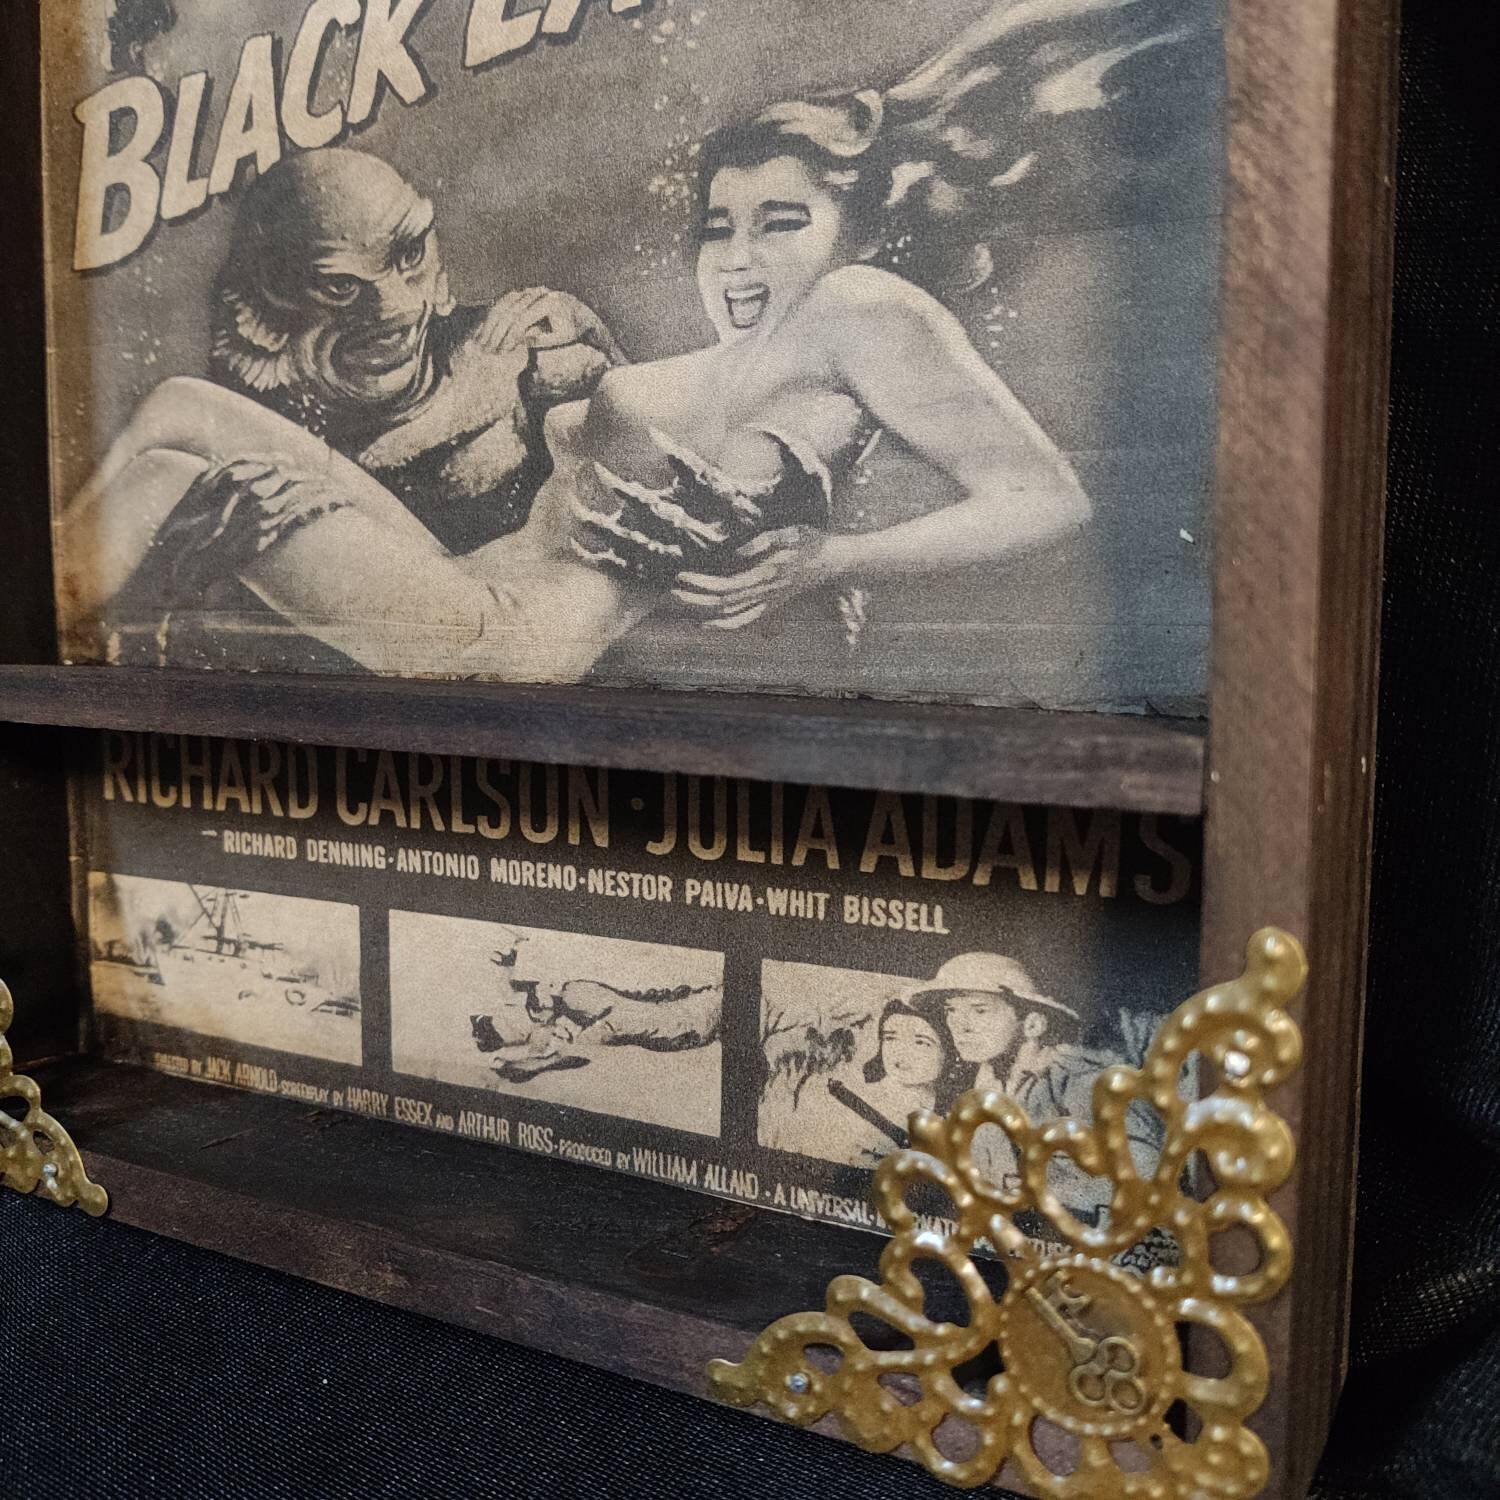 BLACK LA
RICHARD CARLSON · JULIA ADAMS
RICHARD DENNING · ANTONIO MORENO · NESTOR PAIVA · WHIT BISSELL
DIRECTED BY JACK ARNOLD · SCREENPLAY BY HARRY ESSEX AND ARTHUR ROSS · PRODUCED BY WILLIAM ALLAND · A UNIVERSAL-